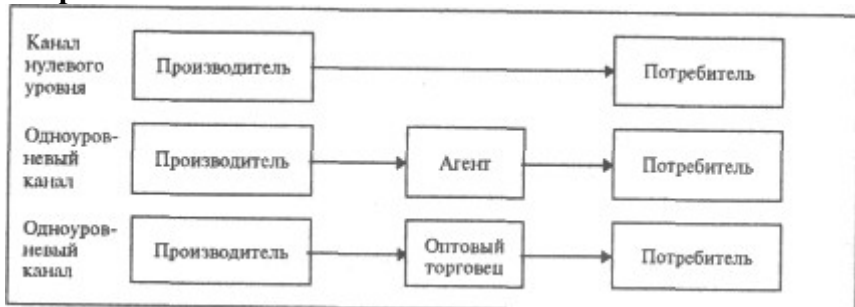 Канал
нулевого
уровня
Производитель
Потребитель
Одноуров-
невый
канал
Производитель
Агент
Потребитель
Одноуров-
невый
канал
Производитель
Оптовый
торговец
Потребитель